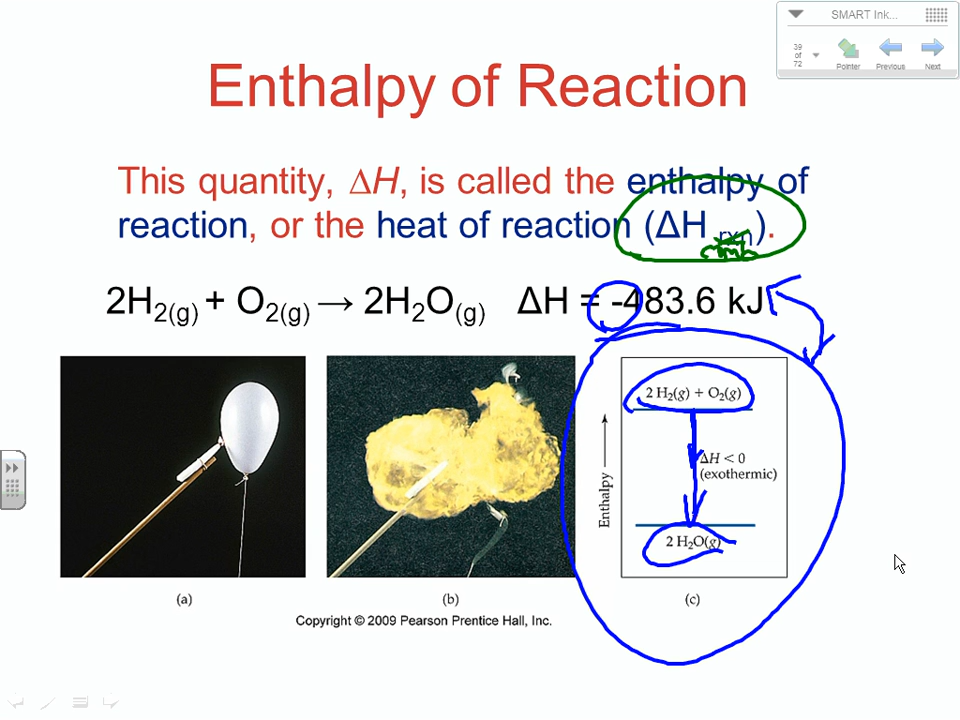 SMART Ink...
39
of
72
Pointer Previous Next
Enthalpy of Reaction
This quantity, ∆H, is called the enthalpy of
reaction, or the heat of reaction (ΔH rxn).
2H2(g) + O2(g) → 2H2O(g) ΔH = -483.6 kJ
2 H2(g) + O2(g)
ΔH < 0
(exothermic)
Enthalpy
2 H2O(g)
(a) (b) (c)
Copyright © 2009 Pearson Prentice Hall, Inc.